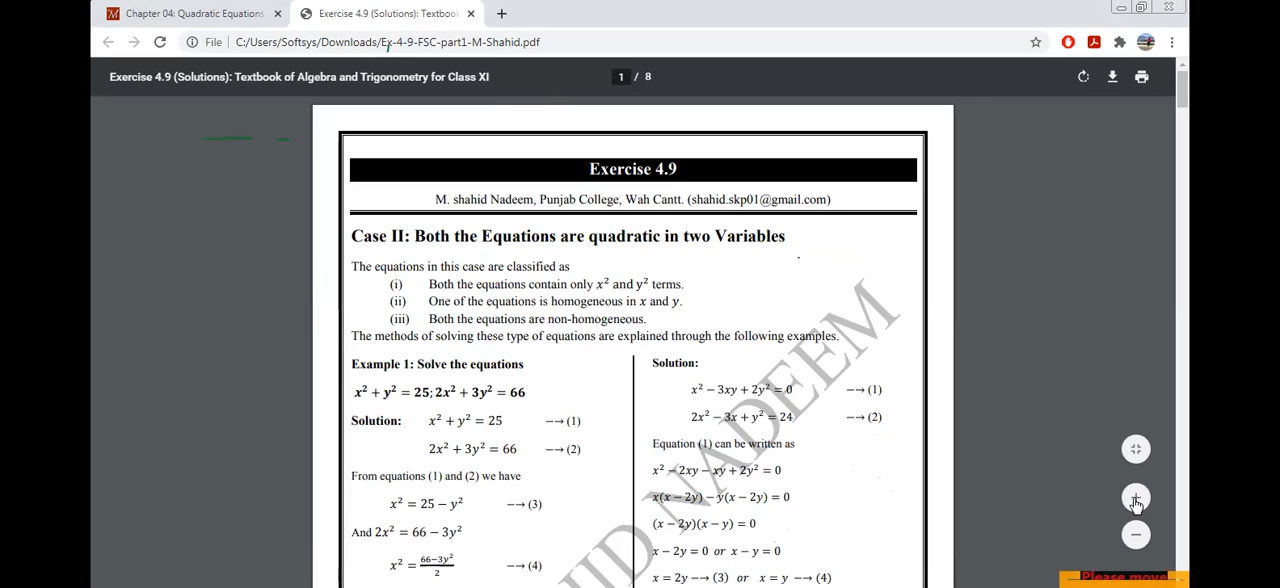 Chapter 04: Quadratic Equations
Exercise 4.9 (Solutions): Textbook
File
C:/Users/Softsys/Downloads/Ex-4-9-FSC-part1-M-Shahid.pdf
Exercise 4.9 (Solutions): Textbook of Algebra and Trigonometry for Class XI
1 / 8
Exercise 4.9
M. shahid Nadeem, Punjab College, Wah Cantt. (shahid.skp01@gmail.com)
Case II: Both the Equations are quadratic in two Variables
The equations in this case are classified as
(i) Both the equations contain only x² and y² terms.
(ii) One of the equations is homogeneous in x and y.
(iii) Both the equations are non-homogeneous.
The methods of solving these type of equations are explained through the following examples.
Example 1: Solve the equations
x² + y² = 25; 2x² + 3y² = 66
Solution: x² + y² = 25 −→ (1)
2x² + 3y² = 66 −→ (2)
From equations (1) and (2) we have
x² = 25 − y² −→ (3)
And 2x² = 66 − 3y²
x² = 66−3y²/2 −→ (4)
Solution:
x² − 3xy + 2y² = 0 −→ (1)
2x² − 3x + y² = 24 −→ (2)
Equation (1) can be written as
x² − 2xy − xy + 2y² = 0
x(x − 2y) − y(x − 2y) = 0
(x − 2y)(x − y) = 0
x − 2y = 0 or x − y = 0
x = 2y −→ (3) or x = y −→ (4)
HID NADEEM
Please move